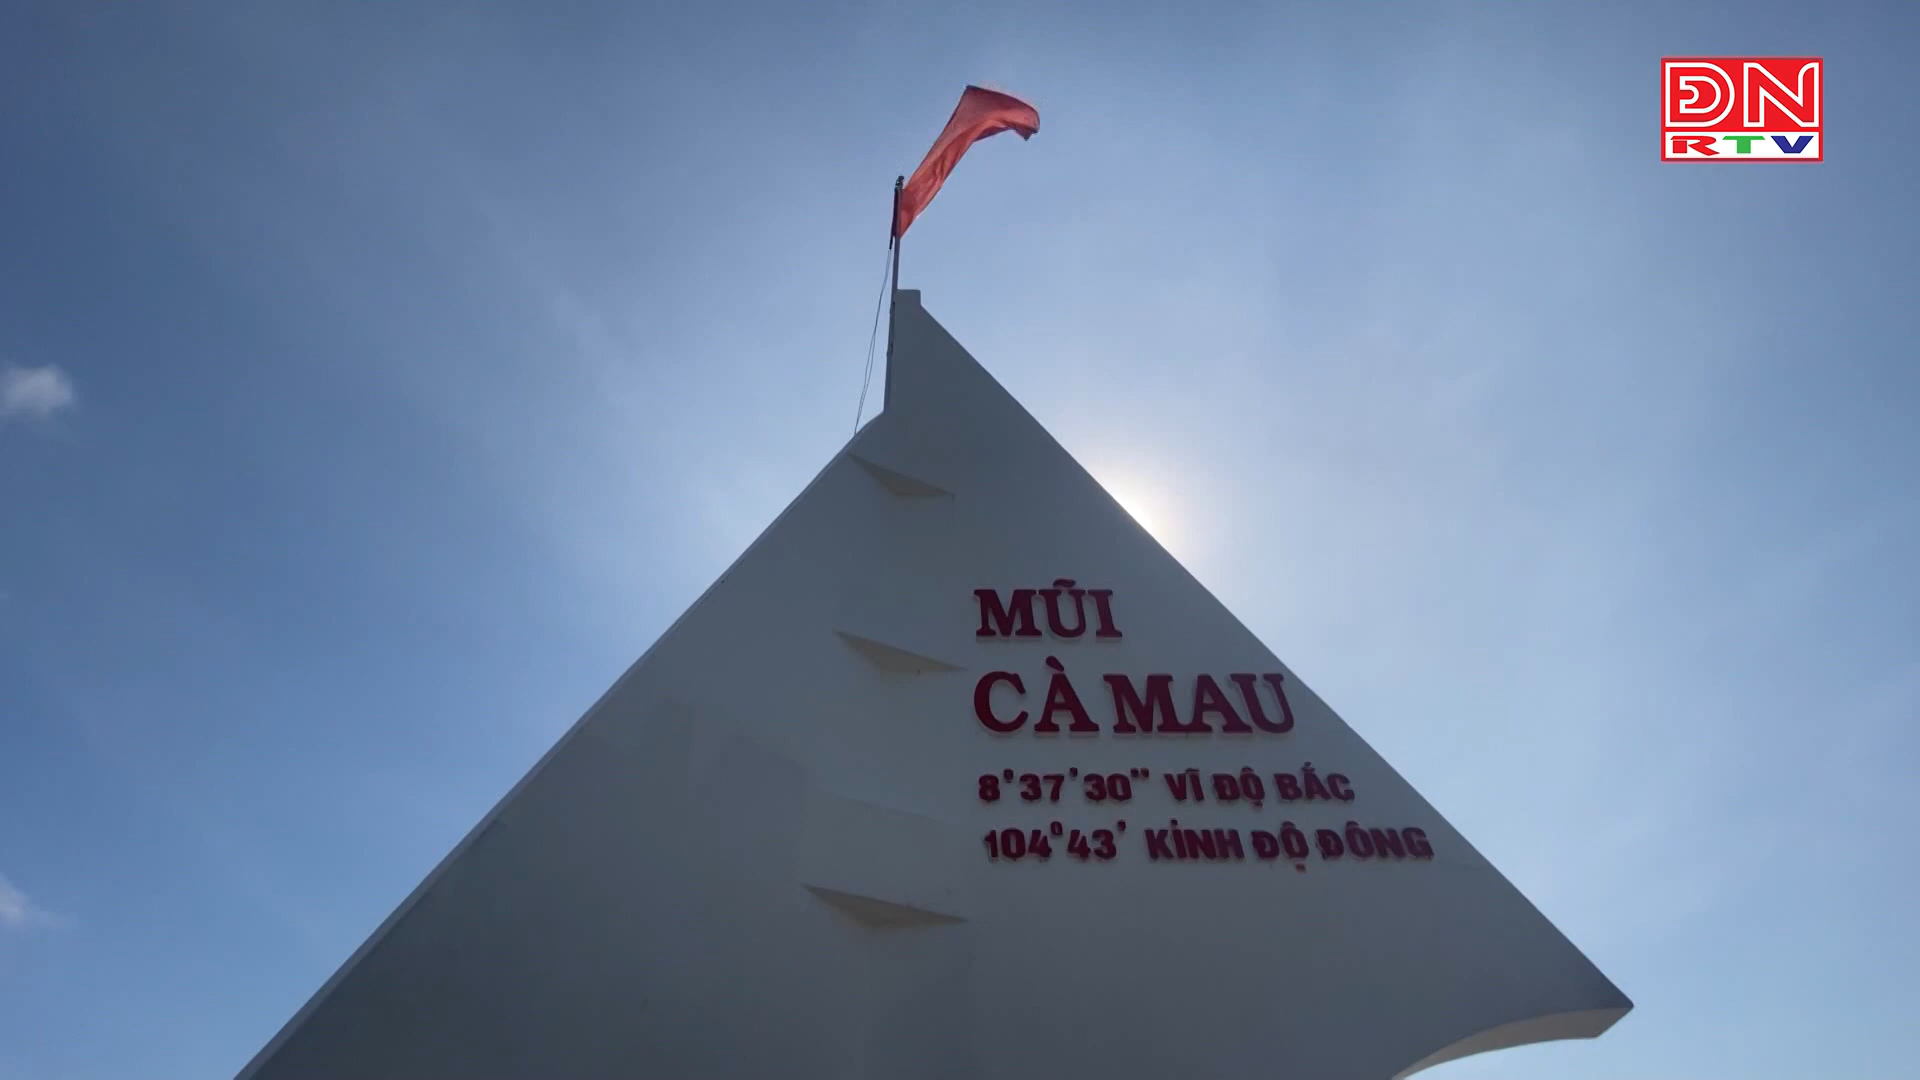 ĐN
RTV
MŨI
CÀ MAU
8°37'30" VĨ ĐỘ BẮC
104°43' KINH ĐỘ ĐÔNG